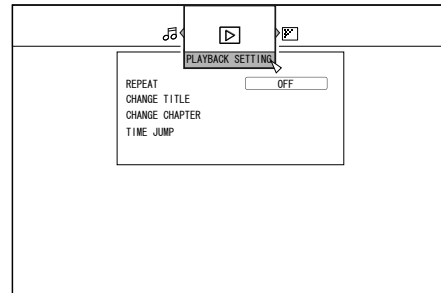 PLAYBACK SETTING
REPEAT OFF
CHANGE TITLE
CHANGE CHAPTER
TIME JUMP